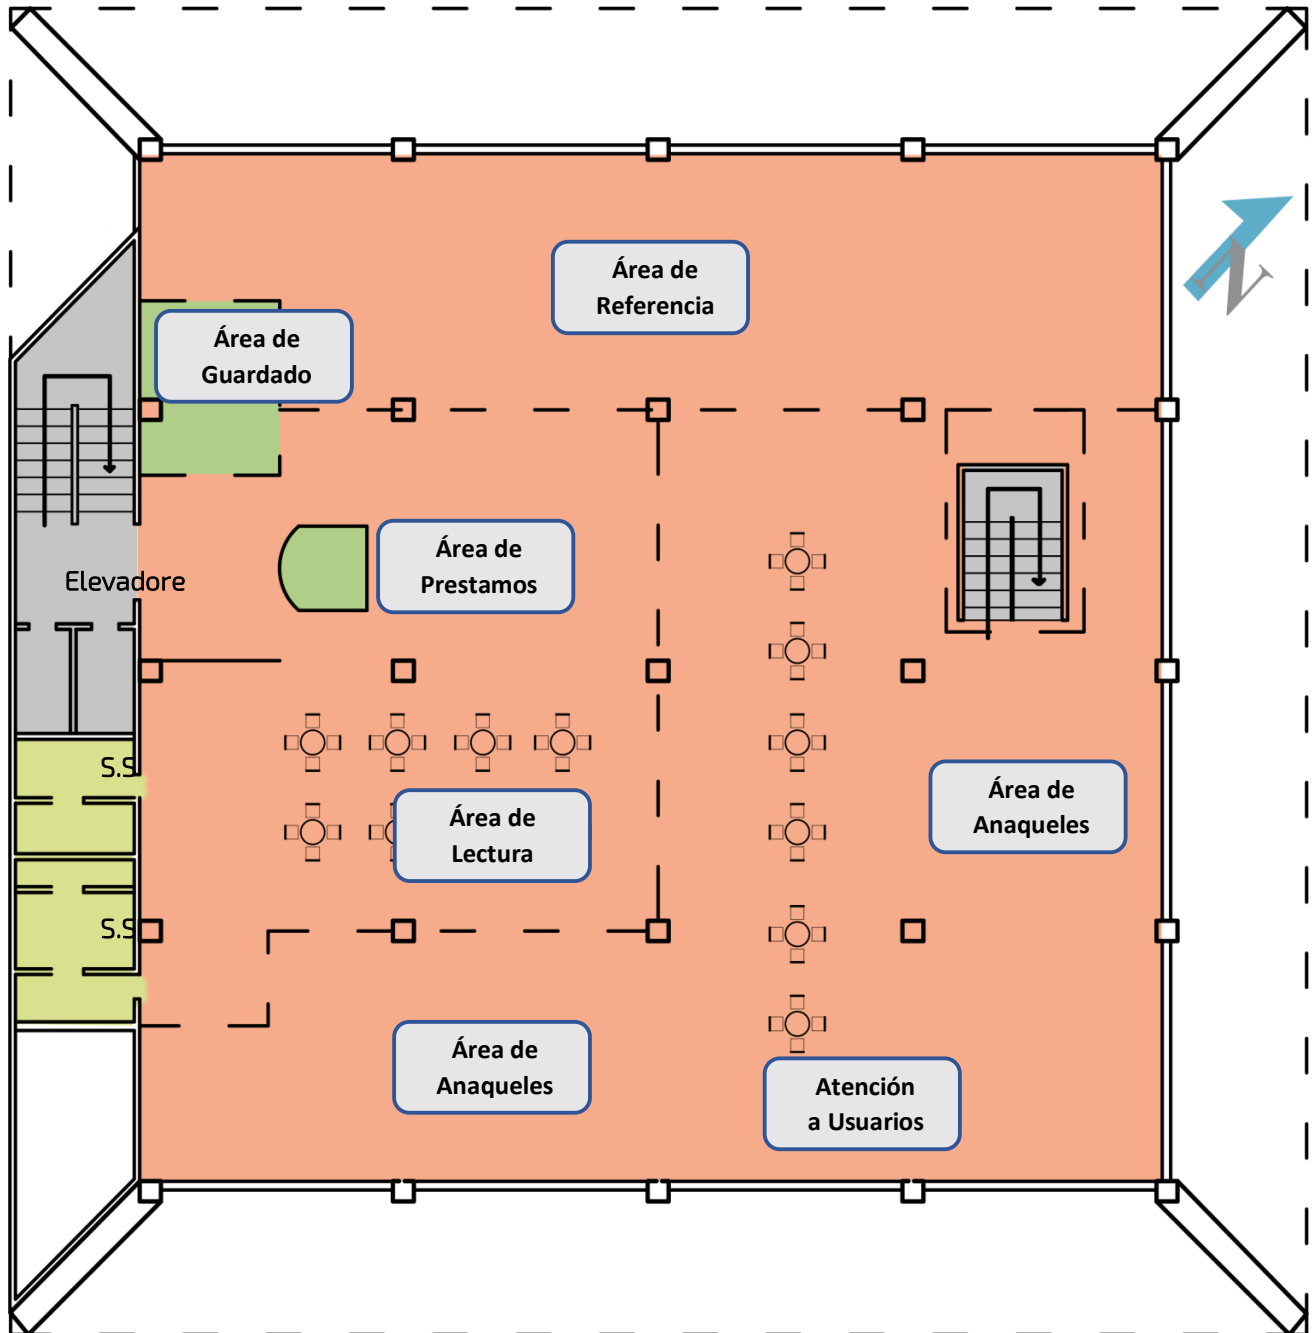 Área de
Referencia
N
Área de
Guardado
Área de
Prestamos
Elevadore
S.S
Área de
Lectura
Área de
Anaqueles
S.S
Área de
Anaqueles
Atención
a Usuarios